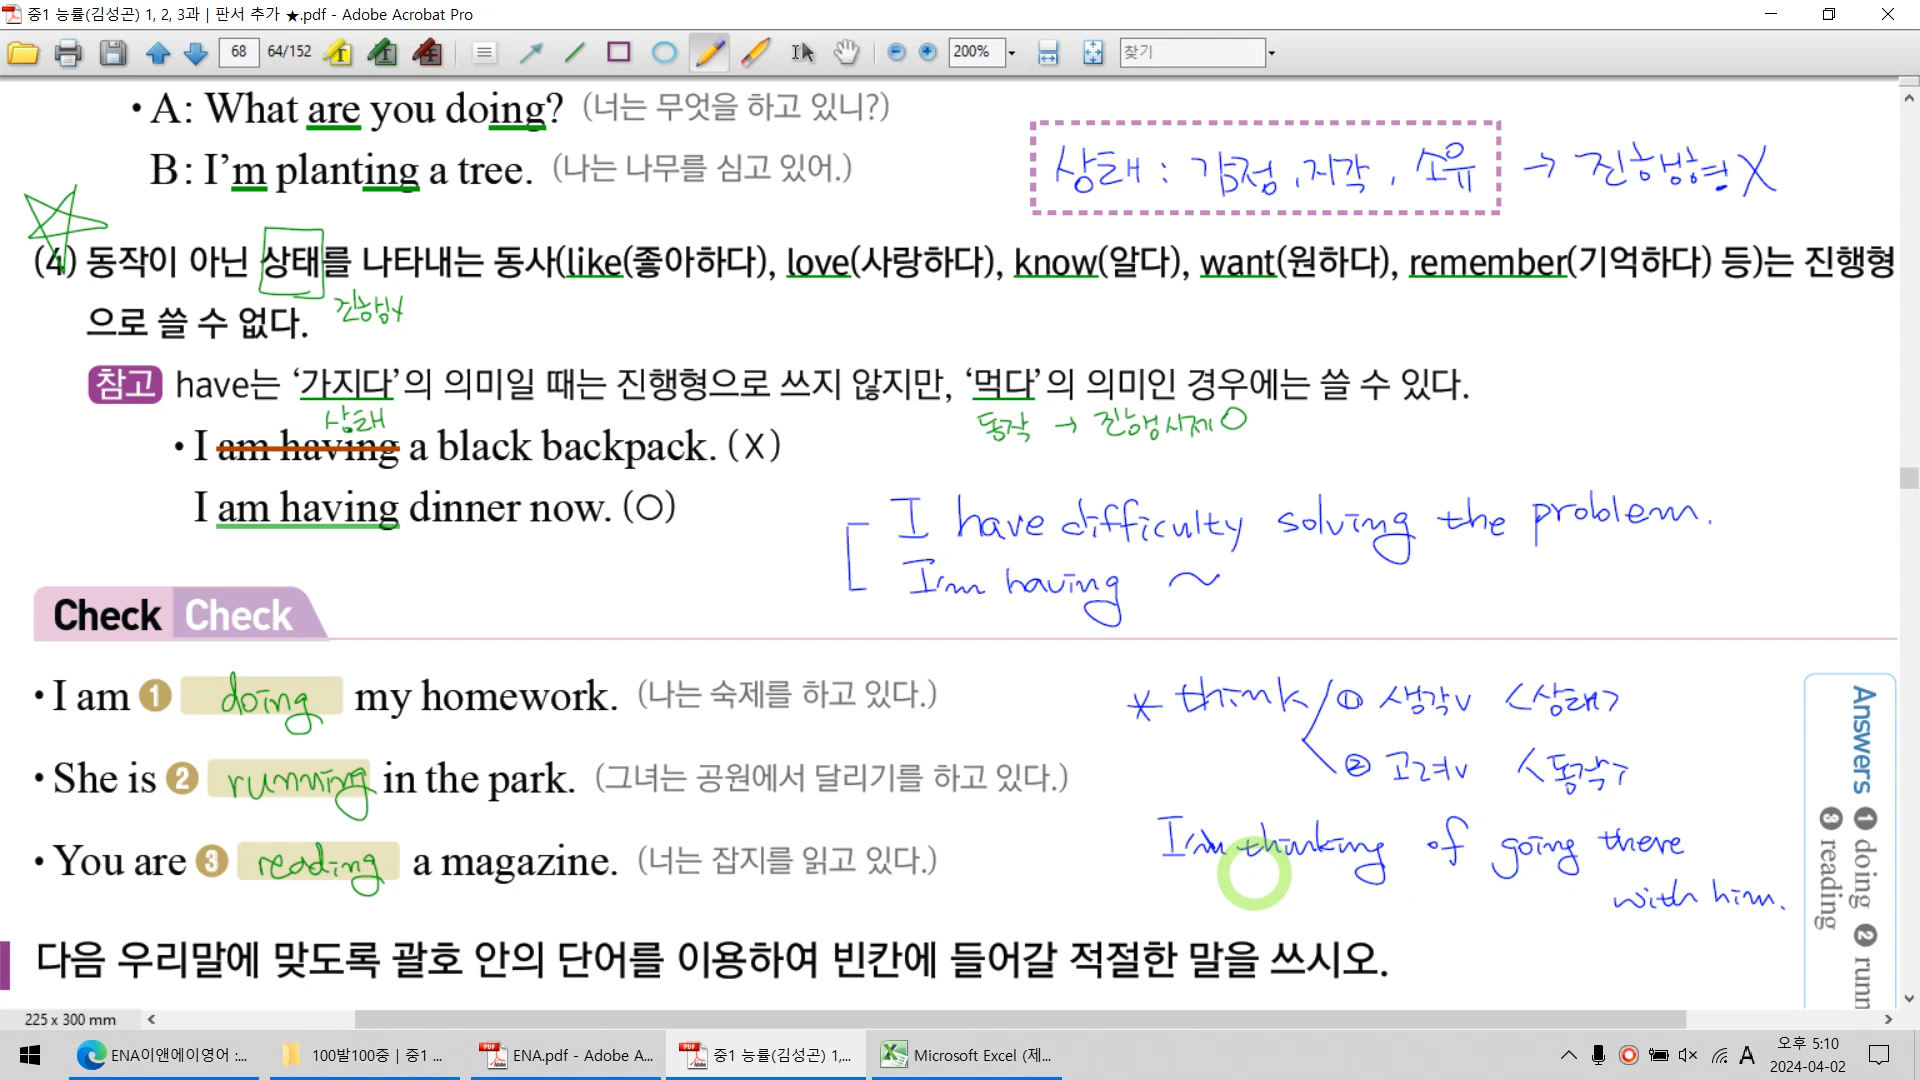 중1 능률(김성곤) 1, 2, 3과 | 판서 추가 ★.pdf - Adobe Acrobat Pro
68 64/152 200% 찾기
• A: What are you doing? (너는 무엇을 하고 있니?)
B: I'm planting a tree. (나는 나무를 심고 있어.)
상태 : 감정, 지각, 소유 → 진행형 X
(4) 동작이 아닌 상태를 나타내는 동사(like(좋아하다), love(사랑하다), know(알다), want(원하다), remember(기억하다) 등)는 진행형
으로 쓸 수 없다.
진행형X
참고 have는 ‘가지다’의 의미일 때는 진행형으로 쓰지 않지만, ‘먹다’의 의미인 경우에는 쓸 수 있다.
상태
동작 → 진행시제 O
• I am having a black backpack. (X)
I am having dinner now. (O)
I have difficulty solving the problem.
I'm having ~
Check Check
• I am ① doing my homework. (나는 숙제를 하고 있다.)
• She is ② running in the park. (그녀는 공원에서 달리기를 하고 있다.)
• You are ③ reading a magazine. (너는 잡지를 읽고 있다.)
* think ① 생각v <상태>
② 고려v <동작>
I'm thinking of going there
with him.
Answers ① doing ② runn
③ reading
다음 우리말에 맞도록 괄호 안의 단어를 이용하여 빈칸에 들어갈 적절한 말을 쓰시오.
225 x 300 mm
ENA이앤에이영어 :...
100발100중 | 중1 ...
ENA.pdf - Adobe A...
중1 능률(김성곤) 1,...
Microsoft Excel (제...
A
오후 5:10
2024-04-02